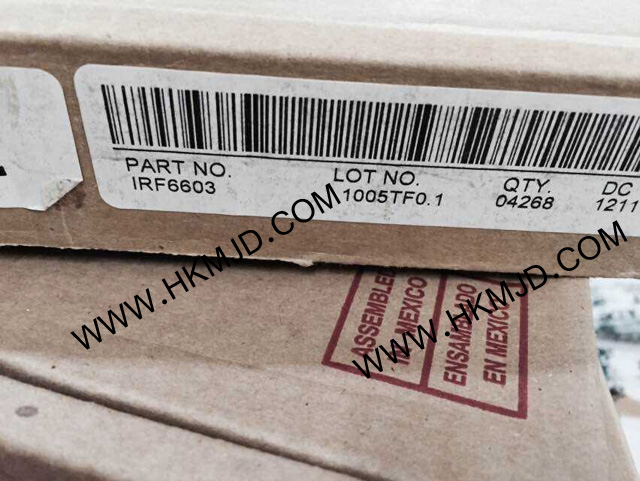 PART NO.
IRF6603
LOT NO.
1005TF0.1
QTY.
04268
DC
1211
WWW.HKMJD.COM
ASSEMBLED
IN MEXICO
ENSAMBLADO
EN MEXICO
WWW.HKMJD.COM